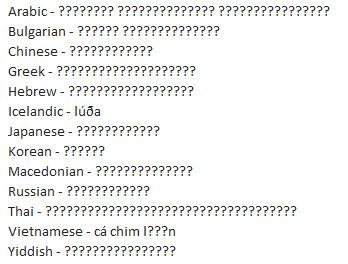 Arabic - ???????? ?????????????? ????????????????
Bulgarian - ?????? ??????????????
Chinese - ????????????
Greek - ????????????????????
Hebrew - ??????????????????
Icelandic - lúða
Japanese - ????????????
Korean - ??????
Macedonian - ??????????????
Russian - ????????????
Thai - ????????????????????????????????????
Vietnamese - cá chim l???n
Yiddish - ????????????????